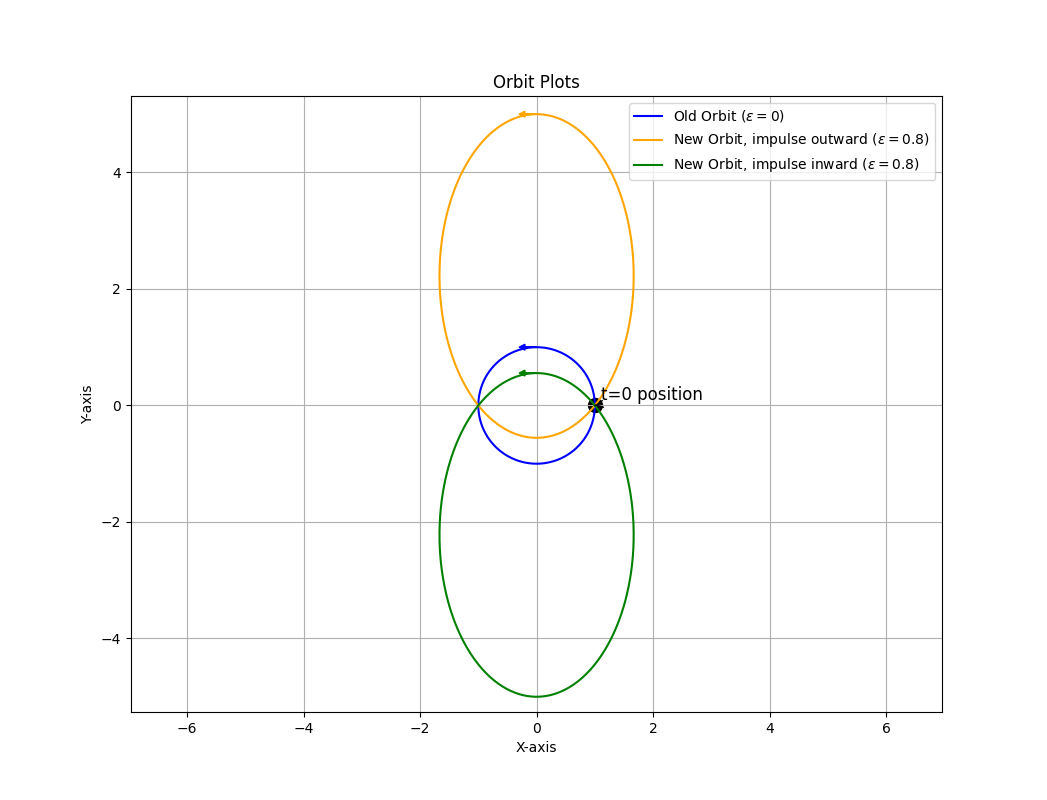 Orbit Plots
Old Orbit (ε = 0)
New Orbit, impulse outward (ε = 0.8)
New Orbit, impulse inward (ε = 0.8)
t=0 position
4
2
0
−2
−4
Y-axis
−6
−4
−2
0
2
4
6
X-axis